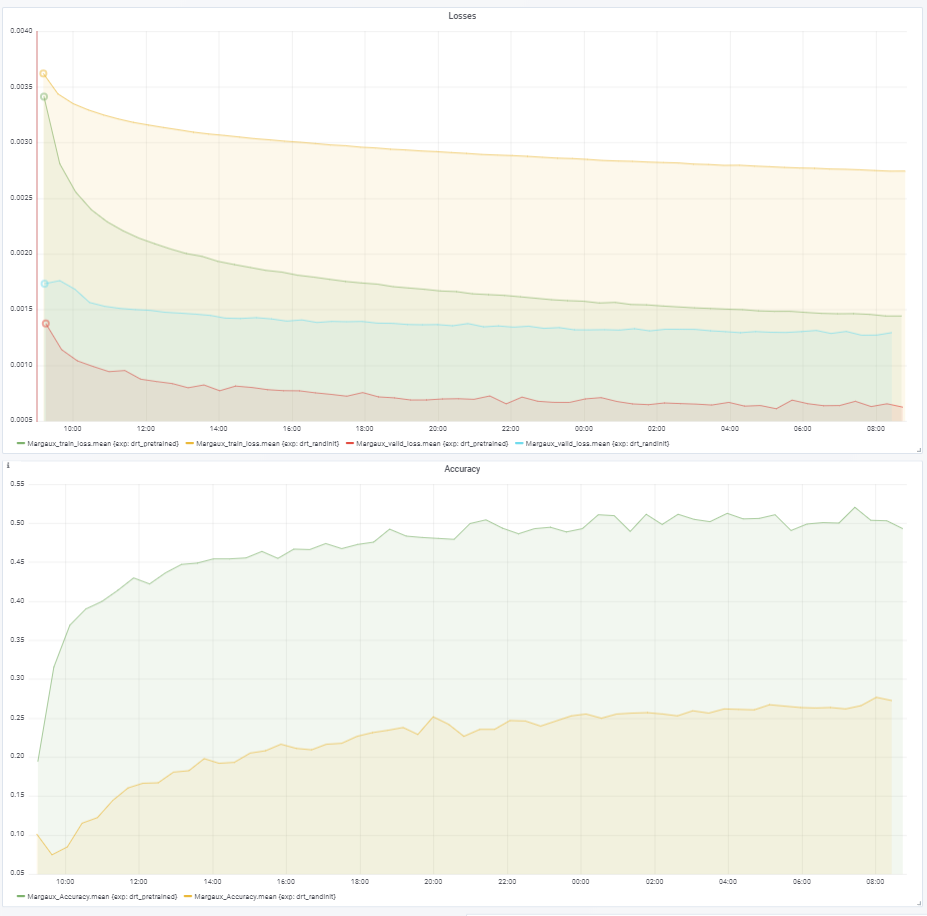 Losses
0.0040
0.0035
0.0030
0.0025
0.0020
0.0015
0.0010
0.0005
10:00 12:00 14:00 16:00 18:00 20:00 22:00 00:00 02:00 04:00 06:00 08:00
Margaux_train_loss.mean {exp: drt_pretrained} Margaux_train_loss.mean {exp: drt_randinit} Margaux_valid_loss.mean {exp: drt_pretrained} Margaux_valid_loss.mean {exp: drt_randinit}
i
Accuracy
0.55
0.50
0.45
0.40
0.35
0.30
0.25
0.20
0.15
0.10
0.05
10:00 12:00 14:00 16:00 18:00 20:00 22:00 00:00 02:00 04:00 06:00 08:00
Margaux_Accuracy.mean {exp: drt_pretrained} Margaux_Accuracy.mean {exp: drt_randinit}